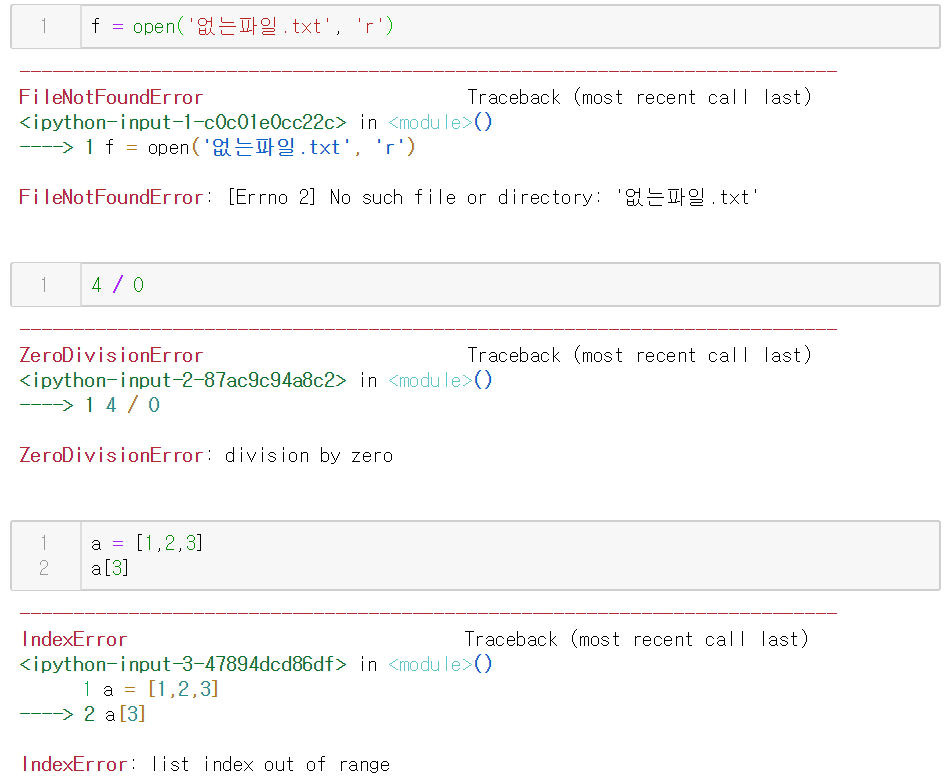 1 f = open('없는파일.txt', 'r')
---------------------------------------------------------------------------
FileNotFoundError Traceback (most recent call last)
<ipython-input-1-c0c01e0cc22c> in <module>()
----> 1 f = open('없는파일.txt', 'r')
FileNotFoundError: [Errno 2] No such file or directory: '없는파일.txt'
1 4 / 0
---------------------------------------------------------------------------
ZeroDivisionError Traceback (most recent call last)
<ipython-input-2-87ac9c94a8c2> in <module>()
----> 1 4 / 0
ZeroDivisionError: division by zero
1 a = [1,2,3]
2 a[3]
---------------------------------------------------------------------------
IndexError Traceback (most recent call last)
<ipython-input-3-47894dcd86df> in <module>()
1 a = [1,2,3]
----> 2 a[3]
IndexError: list index out of range